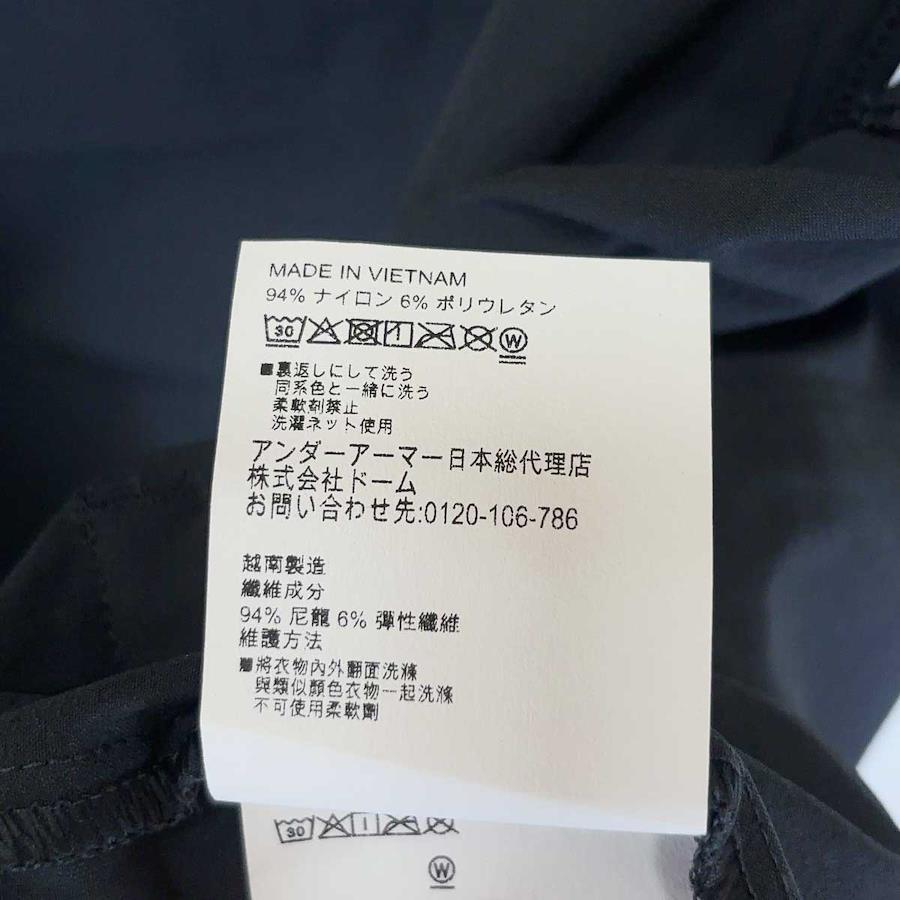 MADE IN VIETNAM
94% ナイロン 6% ポリウレタン
30 W
■裏返しにして洗う
同系色と一緒に洗う
柔軟剤禁止
洗濯ネット使用
アンダーアーマー日本総代理店
株式会社ドーム
お問い合わせ先:0120-106-786
越南製造
纖維成分
94% 尼龍 6% 彈性纖維
維護方法
■將衣物內外翻面洗滌
與類似顏色衣物一起洗滌
不可使用柔軟劑
30
W